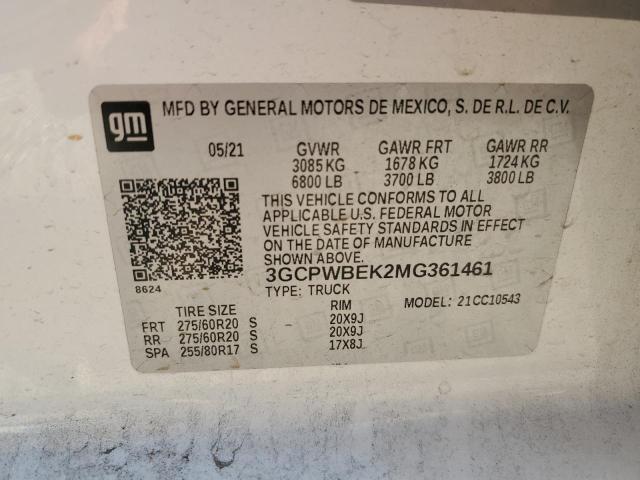 gm
MFD BY GENERAL MOTORS DE MEXICO, S. DE R.L. DE C.V.
05/21 GVWR GAWR FRT GAWR RR
3085 KG 1678 KG 1724 KG
6800 LB 3700 LB 3800 LB
THIS VEHICLE CONFORMS TO ALL
APPLICABLE U.S. FEDERAL MOTOR
VEHICLE SAFETY STANDARDS IN EFFECT
ON THE DATE OF MANUFACTURE
SHOWN ABOVE.
3GCPWBEK2MG361461
8624
TYPE: TRUCK MODEL: 21CC10543
TIRE SIZE RIM
FRT 275/60R20 S 20X9J
RR 275/60R20 S 20X9J
SPA 255/80R17 S 17X8J